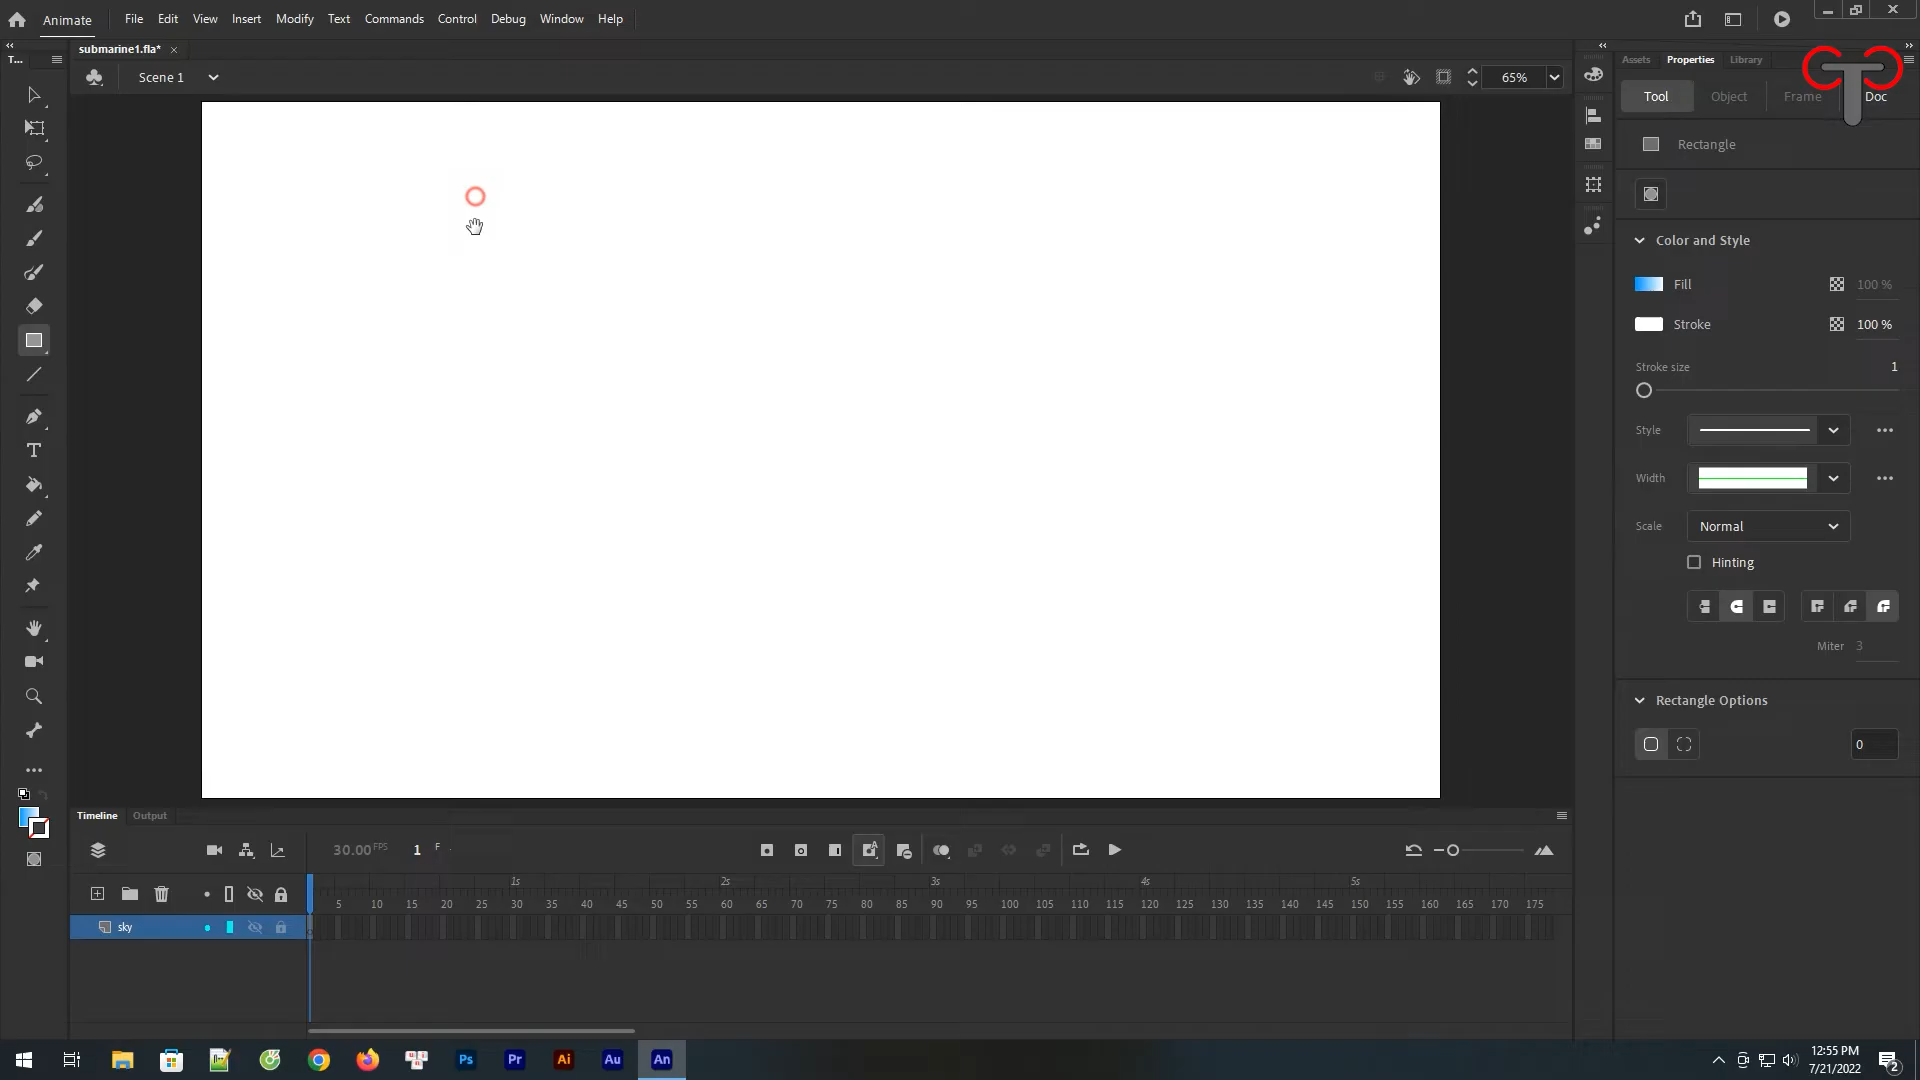 Animate File Edit View Insert Modify Text Commands Control Debug Window Help
submarine1.fla*
T...
Assets Properties Library
Scene 1
65%
Tool Object Frame Doc
Rectangle
Color and Style
Fill 100 %
Stroke 100 %
Stroke size 1
Style
Width
Scale Normal
Hinting
Miter 3
Rectangle Options
0
T
Timeline Output
30.00 FPS 1 F
1s 2s 3s 4s 5s
5 10 15 20 25 30 35 40 45 50 55 60 65 70 75 80 85 90 95 100 105 110 115 120 125 130 135 140 145 150 155 160 165 170 175
sky
Ps Pr Ai Au An
12:55 PM
7/21/2022
2